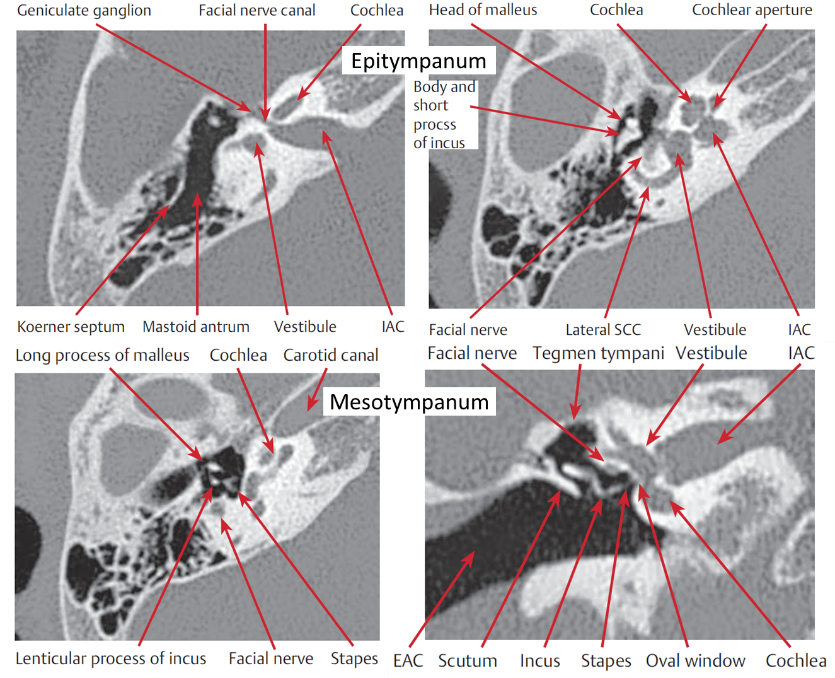 Geniculate ganglion Facial nerve canal Cochlea
Head of malleus Cochlea Cochlear aperture
Epitympanum
Body and
short
procss
of incus
Koerner septum Mastoid antrum Vestibule IAC
Facial nerve Lateral SCC Vestibule IAC
Long process of malleus Cochlea Carotid canal
Facial nerve Tegmen tympani Vestibule IAC
Mesotympanum
Lenticular process of incus Facial nerve Stapes
EAC Scutum Incus Stapes Oval window Cochlea